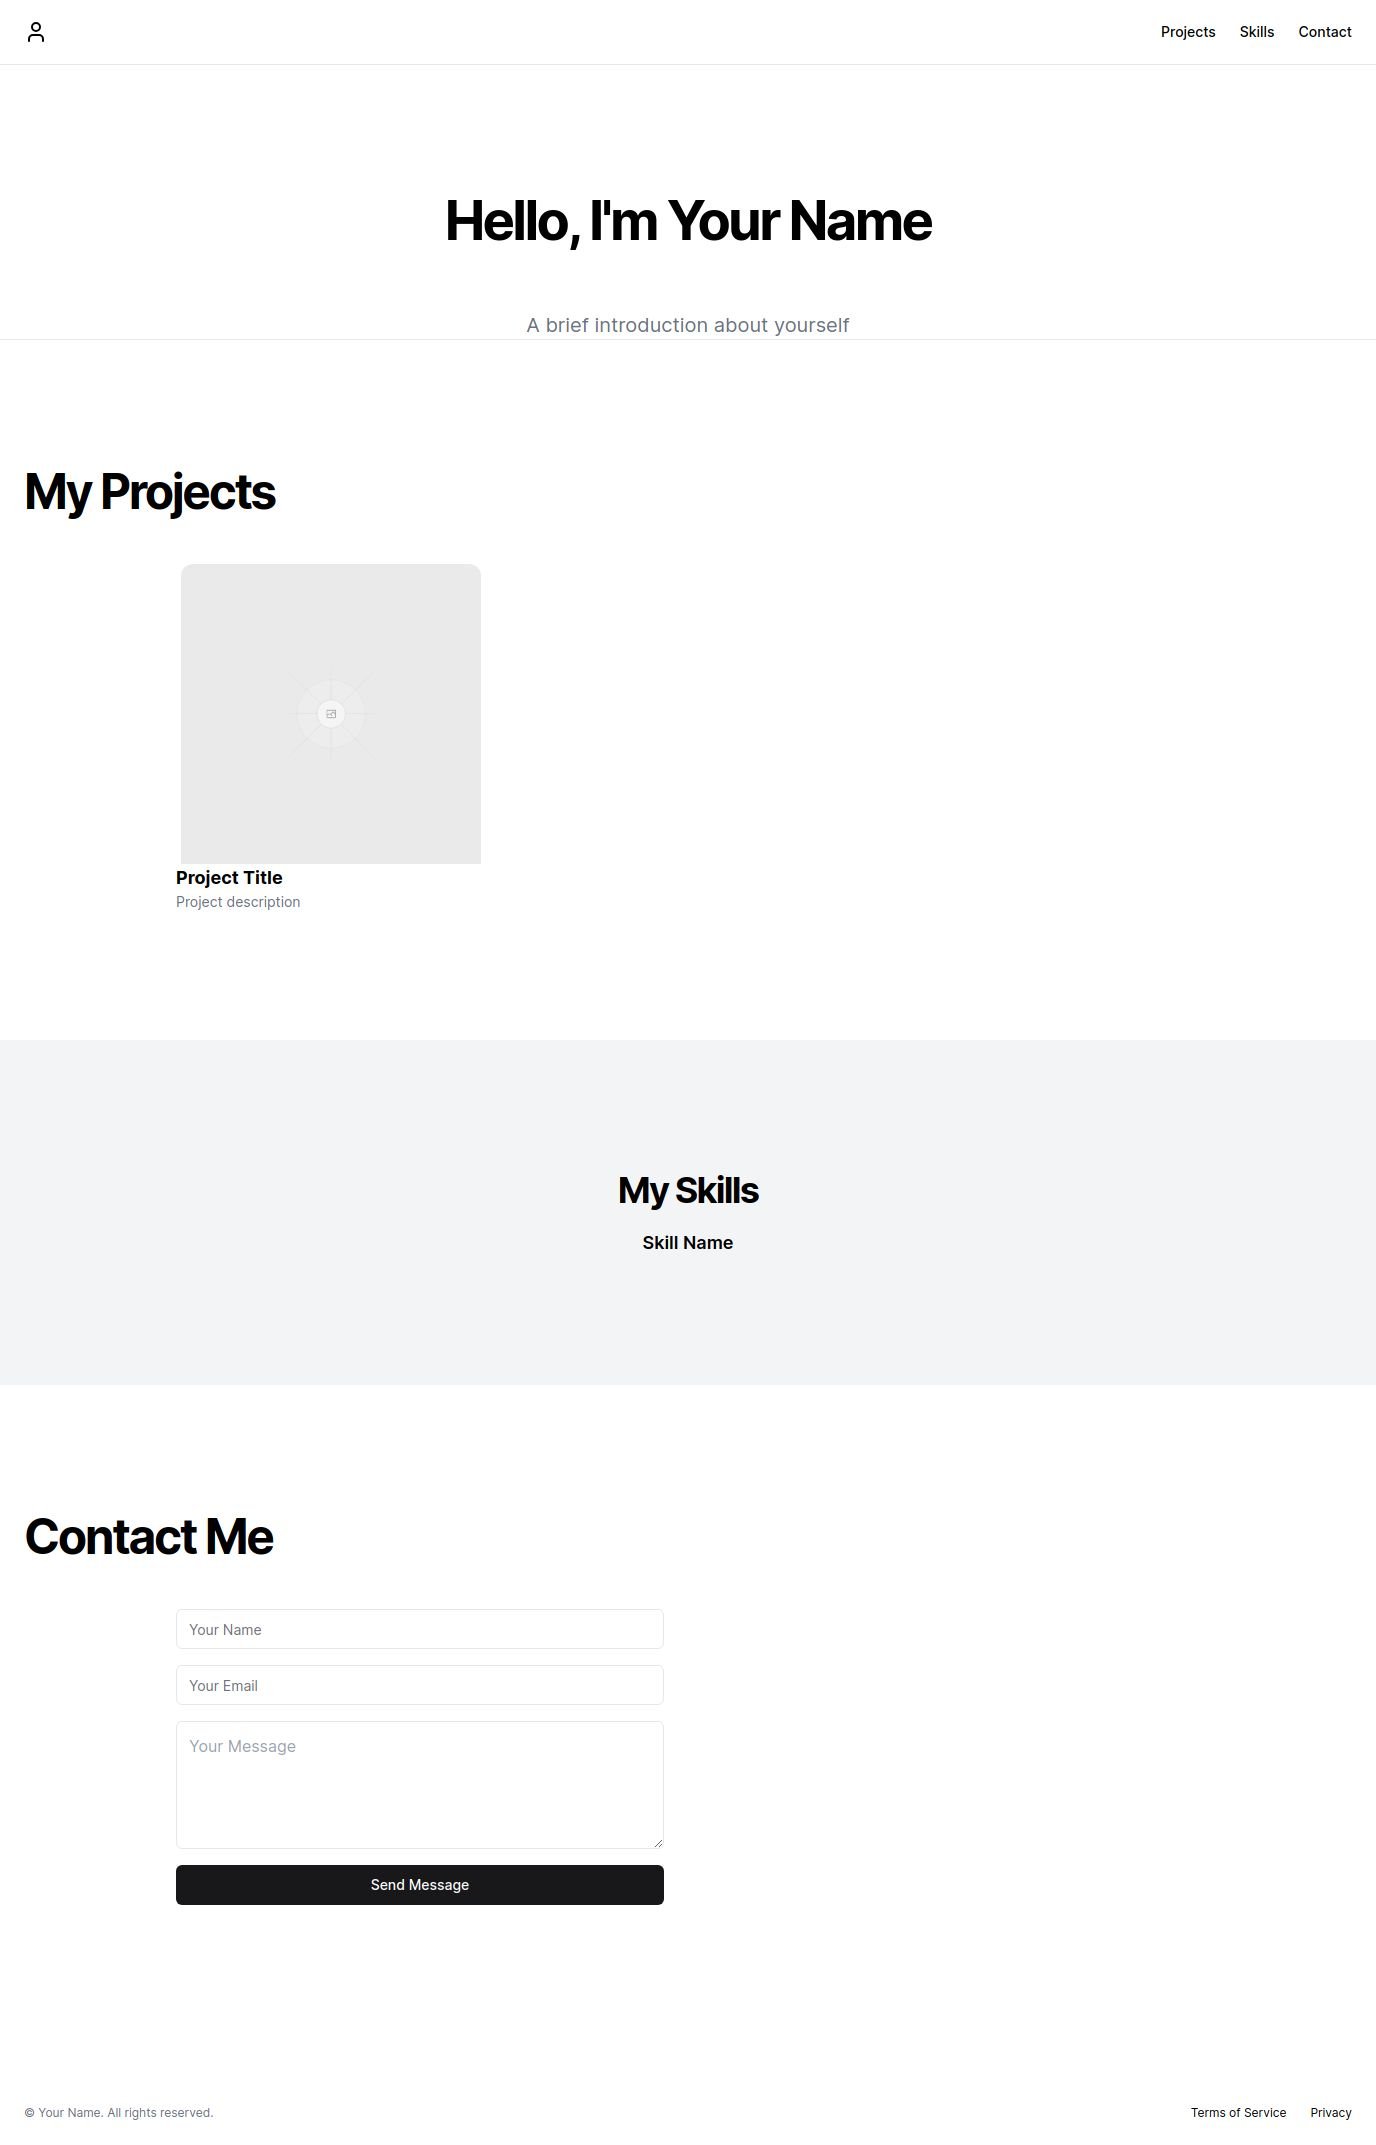 Projects Skills Contact
Hello, I'm Your Name
A brief introduction about yourself
My Projects
Project Title
Project description
My Skills
Skill Name
Contact Me
Your Name
Your Email
Your Message
Send Message
© Your Name. All rights reserved. Terms of Service Privacy